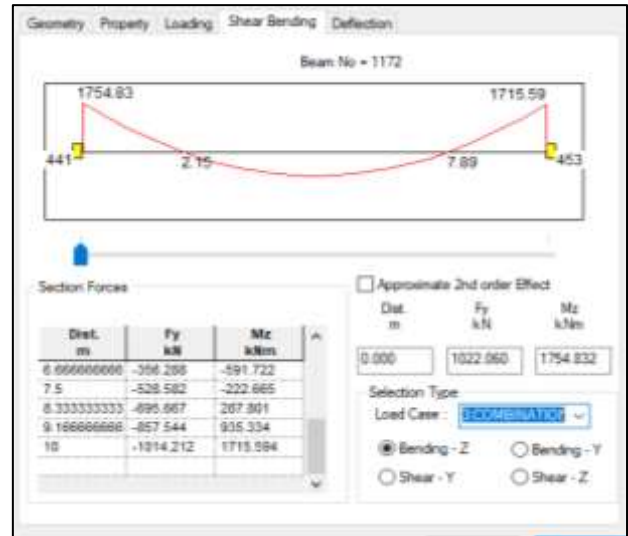 Geometry Property Loading Shear Bending Deflection
Beam No = 1172
1754.83 1715.59
441 2.15 7.89 453
Section Forces
Approximate 2nd order Effect
Dist. m Fy kN Mz kNm
0.000 1022.060 1754.832
Dist. m Fy kN Mz kNm
6.666666666 -356.288 -591.722
7.5 -528.582 -222.665
8.333333333 -695.667 267.801
9.166666666 -857.544 935.334
10 -1014.212 1715.594
Selection Type
Load Case : 3:COMBINATION
Bending - Z Bending - Y
Shear - Y Shear - Z